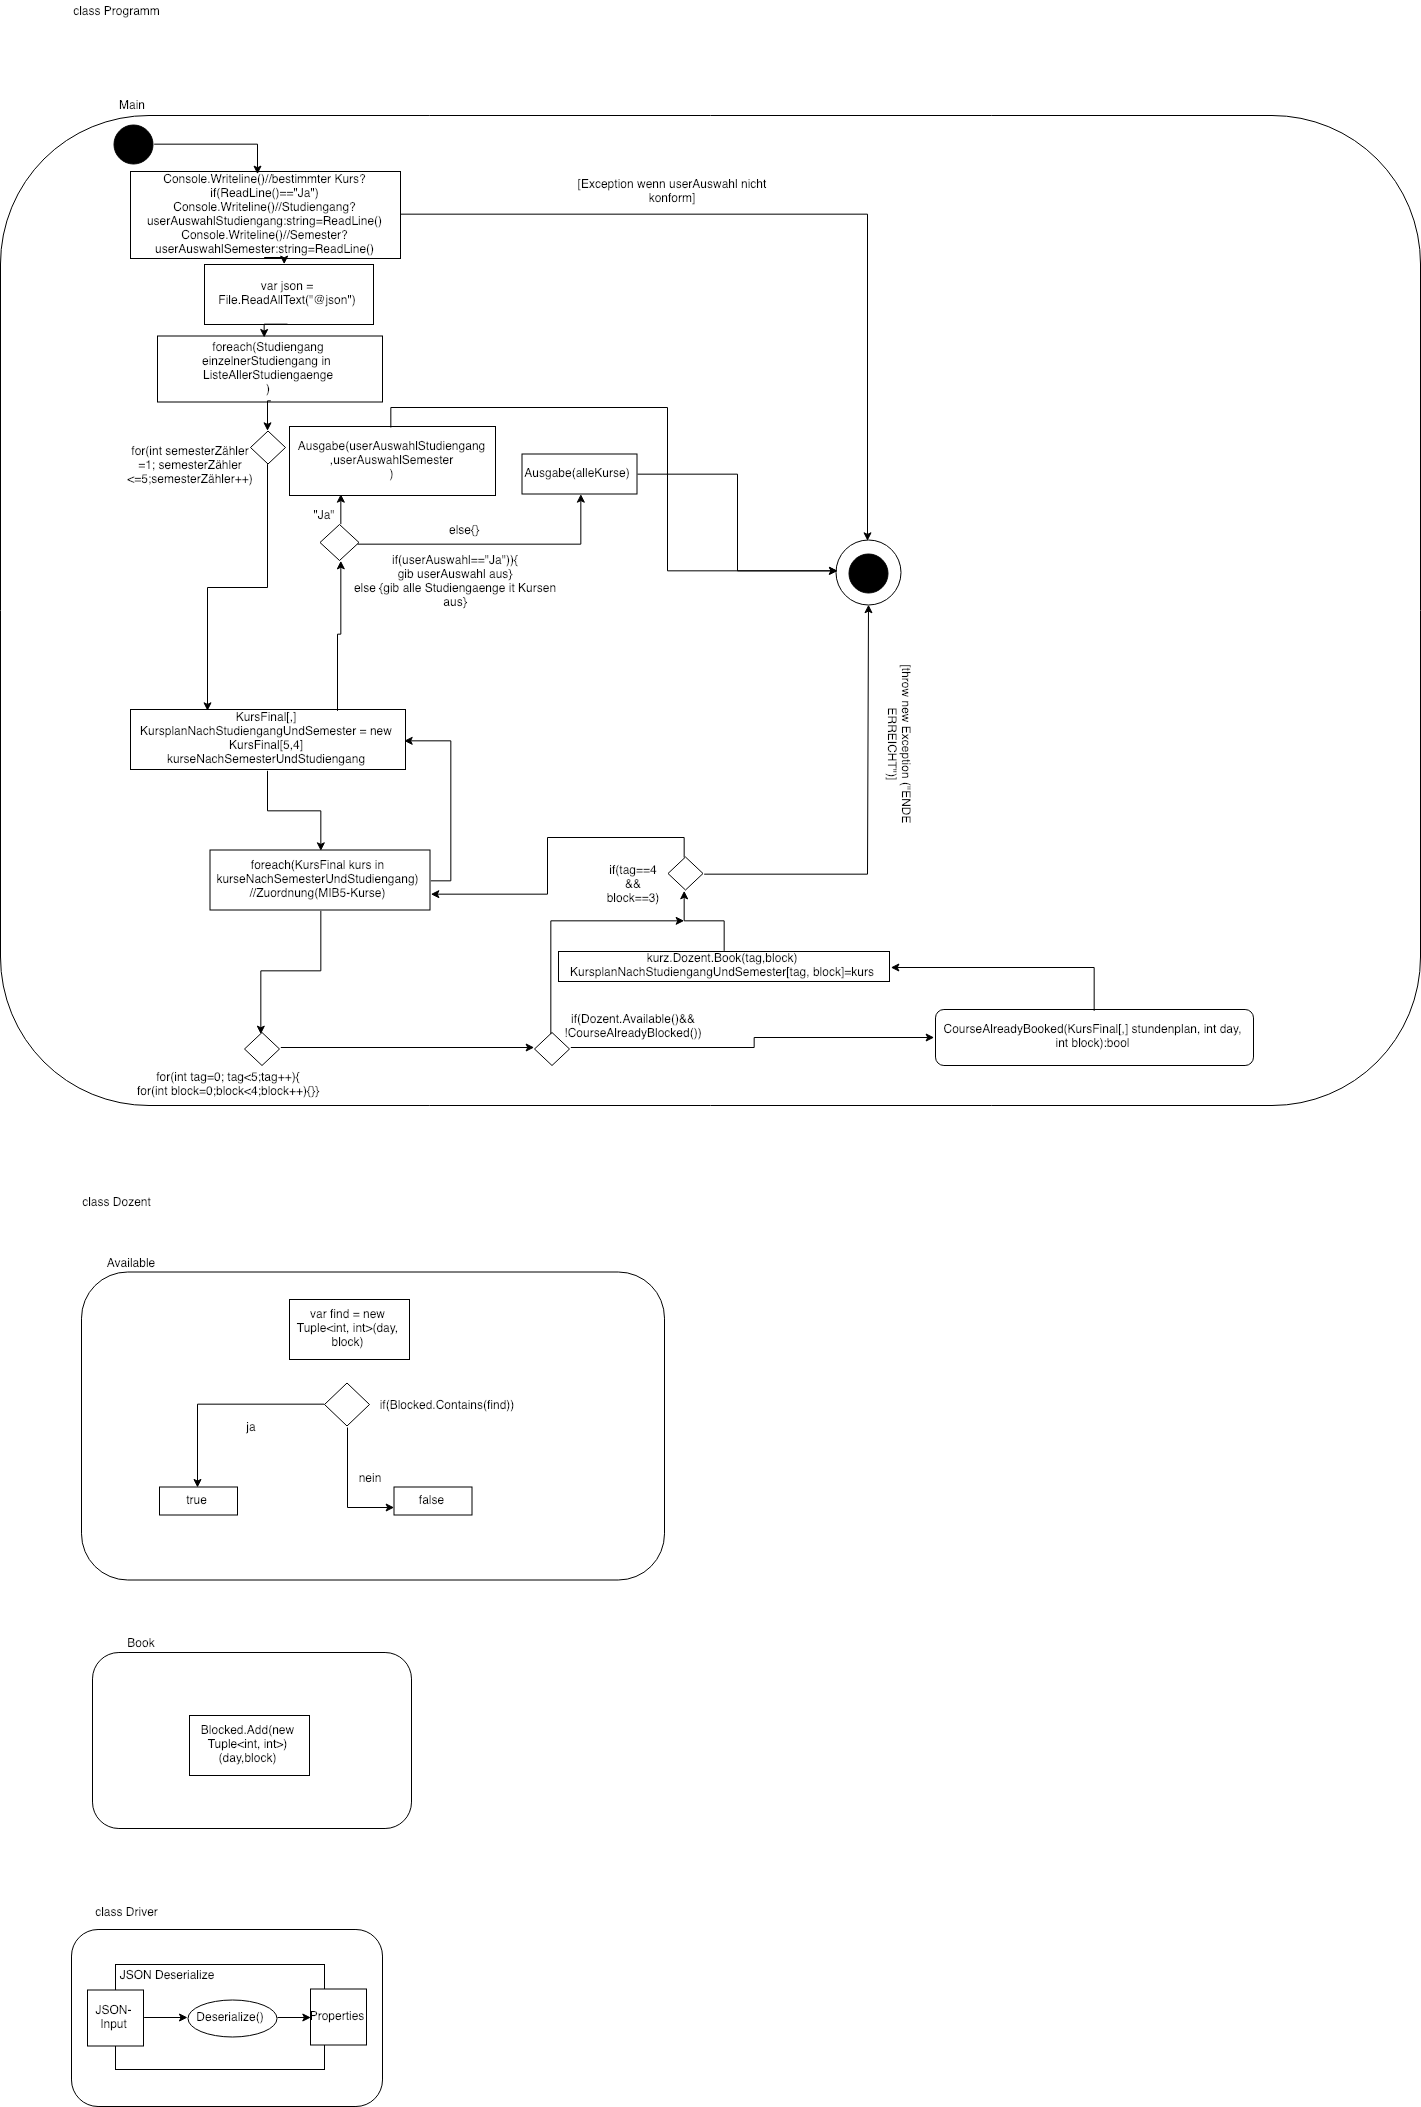 class Programm
Main
Console.Writeline()//bestimmter Kurs?
if(ReadLine()=="Ja")
Console.Writeline()//Studiengang?
userAuswahlStudiengang:string=ReadLine()
Console.Writeline()//Semester?
userAuswahlSemester:string=ReadLine()
[Exception wenn userAuswahl nicht
konform]
var json =
File.ReadAllText("@json")
foreach(Studiengang
einzelnerStudiengang in
ListeAllerStudiengaenge
)
for(int semesterZähler
=1; semesterZähler
<=5;semesterZähler++)
Ausgabe(userAuswahlStudiengang
,userAuswahlSemester
)
Ausgabe(alleKurse)
"Ja"
else{}
if(userAuswahl=="Ja")){
gib userAuswahl aus}
else {gib alle Studiengaenge it Kursen
aus}
[throw new Exception ("ENDE
ERREICHT")]
KursFinal[,]
KursplanNachStudiengangUndSemester = new
KursFinal[5,4]
kurseNachSemesterUndStudiengang
foreach(KursFinal kurs in
kurseNachSemesterUndStudiengang)
//Zuordnung(MIB5-Kurse)
if(tag==4
&&
block==3)
kurz.Dozent.Book(tag,block)
KursplanNachStudiengangUndSemester[tag, block]=kurs
if(Dozent.Available()&&
!CourseAlreadyBlocked())
CourseAlreadyBooked(KursFinal[,] stundenplan, int day,
int block):bool
for(int tag=0; tag<5;tag++){
for(int block=0;block<4;block++){}}
class Dozent
Available
var find = new
Tuple<int, int>(day,
block)
if(Blocked.Contains(find))
ja
nein
true
false
Book
Blocked.Add(new
Tuple<int, int>)
(day,block)
class Driver
JSON Deserialize
JSON-
Input
Deserialize()
Properties